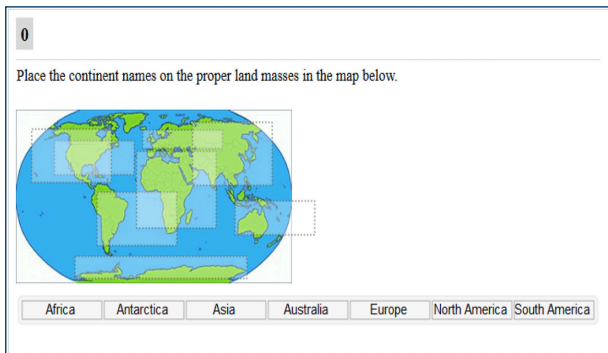 0
Place the continent names on the proper land masses in the map below.
Africa Antarctica Asia Australia Europe North America South America